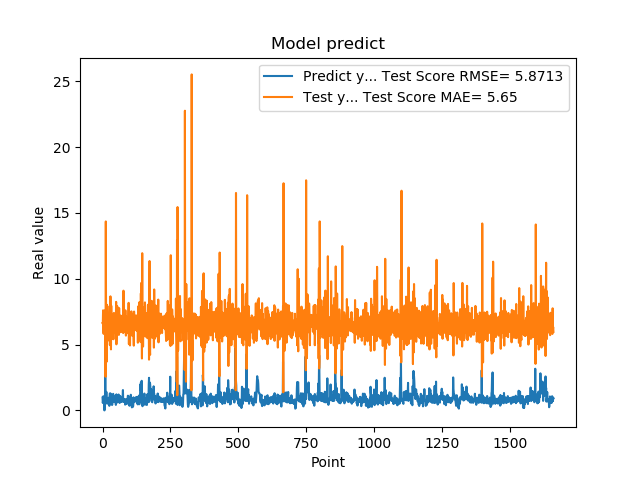 Model predict
Predict y... Test Score RMSE= 5.8713
Test y... Test Score MAE= 5.65
Real value
25
20
15
10
5
0
0 250 500 750 1000 1250 1500
Point